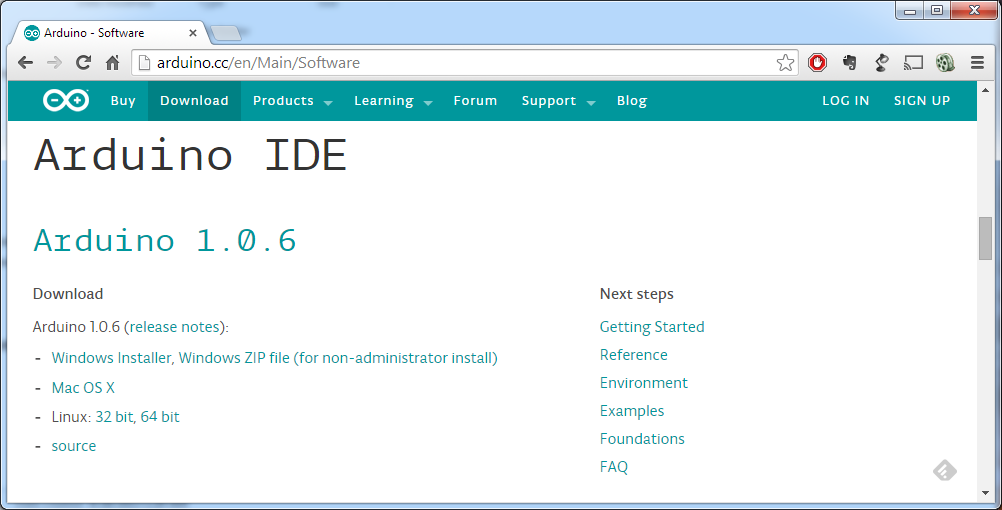 Arduino - Software
arduino.cc/en/Main/Software
Buy Download Products Learning Forum Support Blog LOG IN SIGN UP
Arduino IDE
Arduino 1.0.6
Download
Arduino 1.0.6 (release notes):
- Windows Installer, Windows ZIP file (for non-administrator install)
- Mac OS X
- Linux: 32 bit, 64 bit
- source
Next steps
Getting Started
Reference
Environment
Examples
Foundations
FAQ